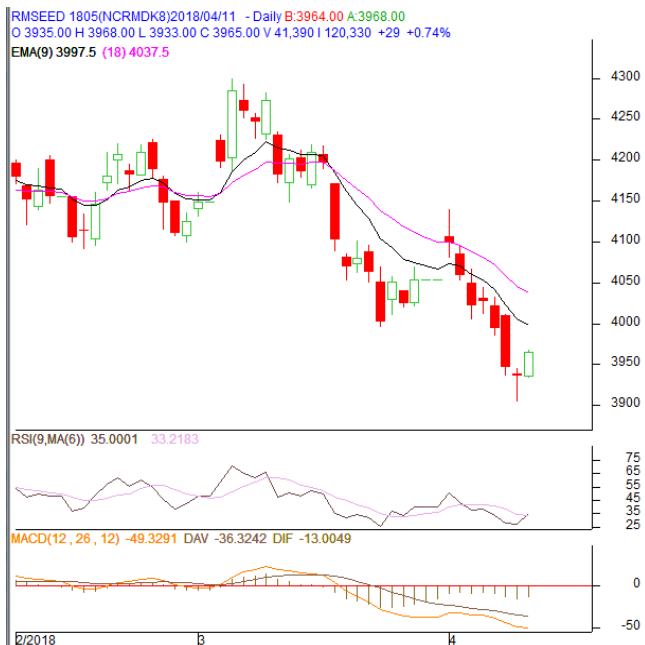 RMSEED 1805(NCRMDK8)2018/04/11 - Daily B:3964.00 A:3968.00
O 3935.00 H 3968.00 L 3933.00 C 3965.00 V 41,390 I 120,330 +29 +0.74%
EMA(9) 3997.5 (18) 4037.5
4300
4250
4200
4150
4100
4050
4000
3950
3900
RSI(9,MA(6)) 35.0001 33.2183
75
65
55
45
35
25
MACD(12 , 26 , 12) -49.3291 DAV -36.3242 DIF -13.0049
0
-50
2/2018 3 4